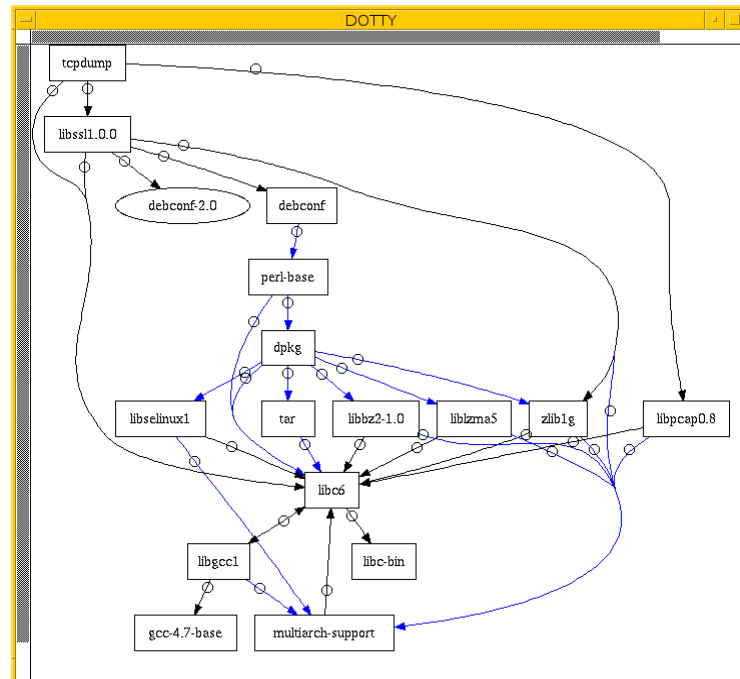 DOTTY
tcpdump
libssl1.0.0
debconf-2.0
debconf
perl-base
dpkg
libselinux1
tar
libbz2-1.0
liblzma5
zlib1g
libpcap0.8
libc6
libgcc1
libc-bin
gcc-4.7-base
multiarch-support